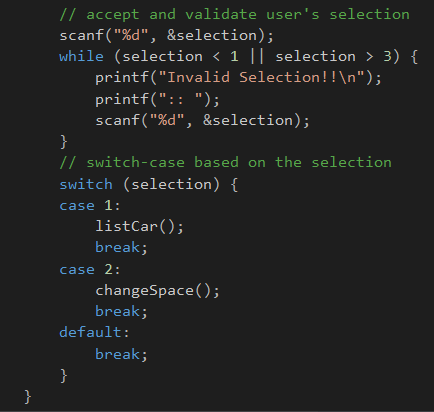 // accept and validate user's selection
scanf("%d", &selection);
while (selection < 1 || selection > 3) {
printf("Invalid Selection!!\n");
printf(":: ");
scanf("%d", &selection);
}
// switch-case based on the selection
switch (selection) {
case 1:
listCar();
break;
case 2:
changeSpace();
break;
default:
break;
}
}